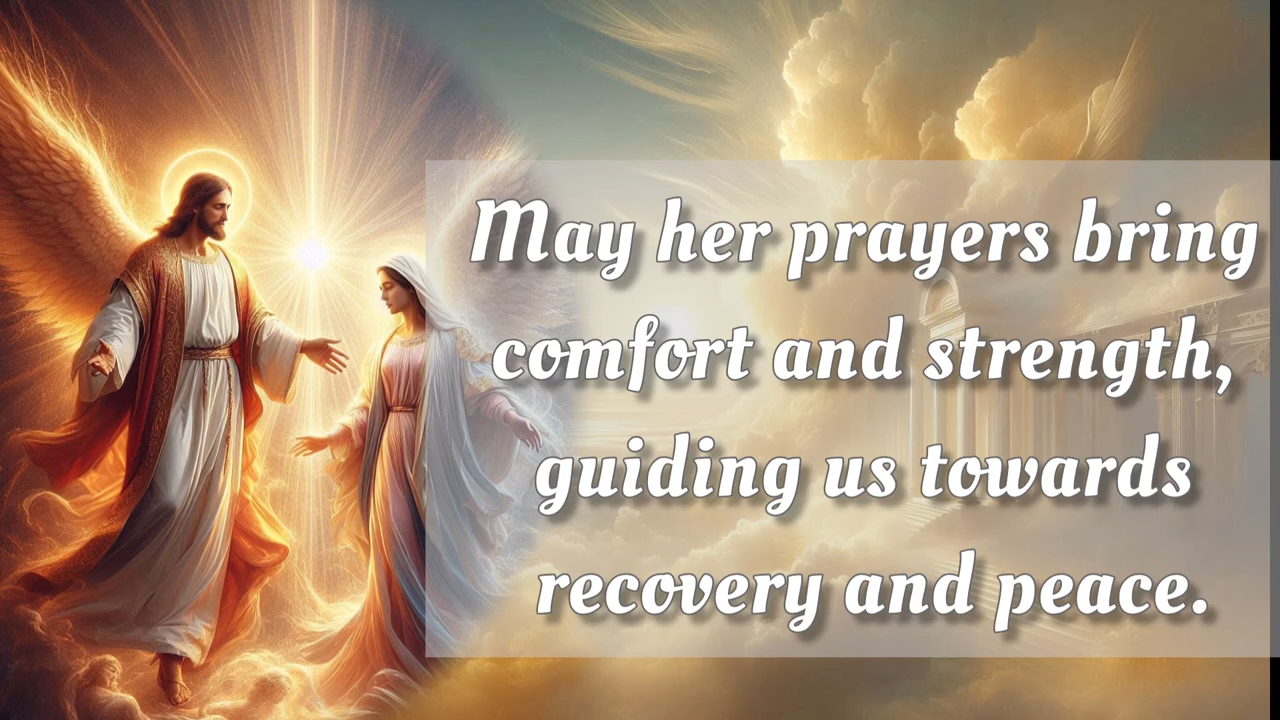 May her prayers bring
comfort and strength,
guiding us towards
recovery and peace.